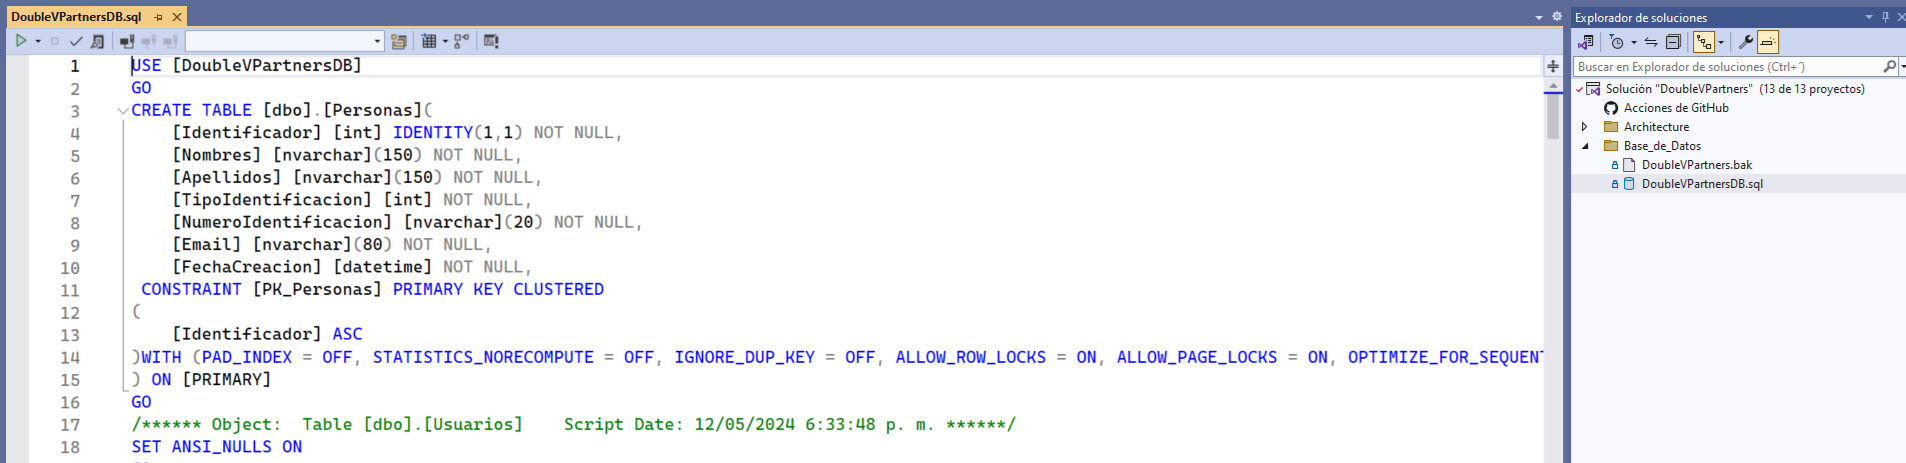 DoubleVPartnersDB.sql
1 USE [DoubleVPartnersDB]
2 GO
3 CREATE TABLE [dbo].[Personas](
4 [Identificador] [int] IDENTITY(1,1) NOT NULL,
5 [Nombres] [nvarchar](150) NOT NULL,
6 [Apellidos] [nvarchar](150) NOT NULL,
7 [TipoIdentificacion] [int] NOT NULL,
8 [NumeroIdentificacion] [nvarchar](20) NOT NULL,
9 [Email] [nvarchar](80) NOT NULL,
10 [FechaCreacion] [datetime] NOT NULL,
11 CONSTRAINT [PK_Personas] PRIMARY KEY CLUSTERED
12 (
13 [Identificador] ASC
14 )WITH (PAD_INDEX = OFF, STATISTICS_NORECOMPUTE = OFF, IGNORE_DUP_KEY = OFF, ALLOW_ROW_LOCKS = ON, ALLOW_PAGE_LOCKS = ON, OPTIMIZE_FOR_SEQUENT
15 ) ON [PRIMARY]
16 GO
17 /****** Object:  Table [dbo].[Usuarios]    Script Date: 12/05/2024 6:33:48 p. m. ******/
18 SET ANSI_NULLS ON
Explorador de soluciones
Buscar en Explorador de soluciones (Ctrl+´)
Solución "DoubleVPartners" (13 de 13 proyectos)
Acciones de GitHub
Architecture
Base_de_Datos
DoubleVPartners.bak
DoubleVPartnersDB.sql